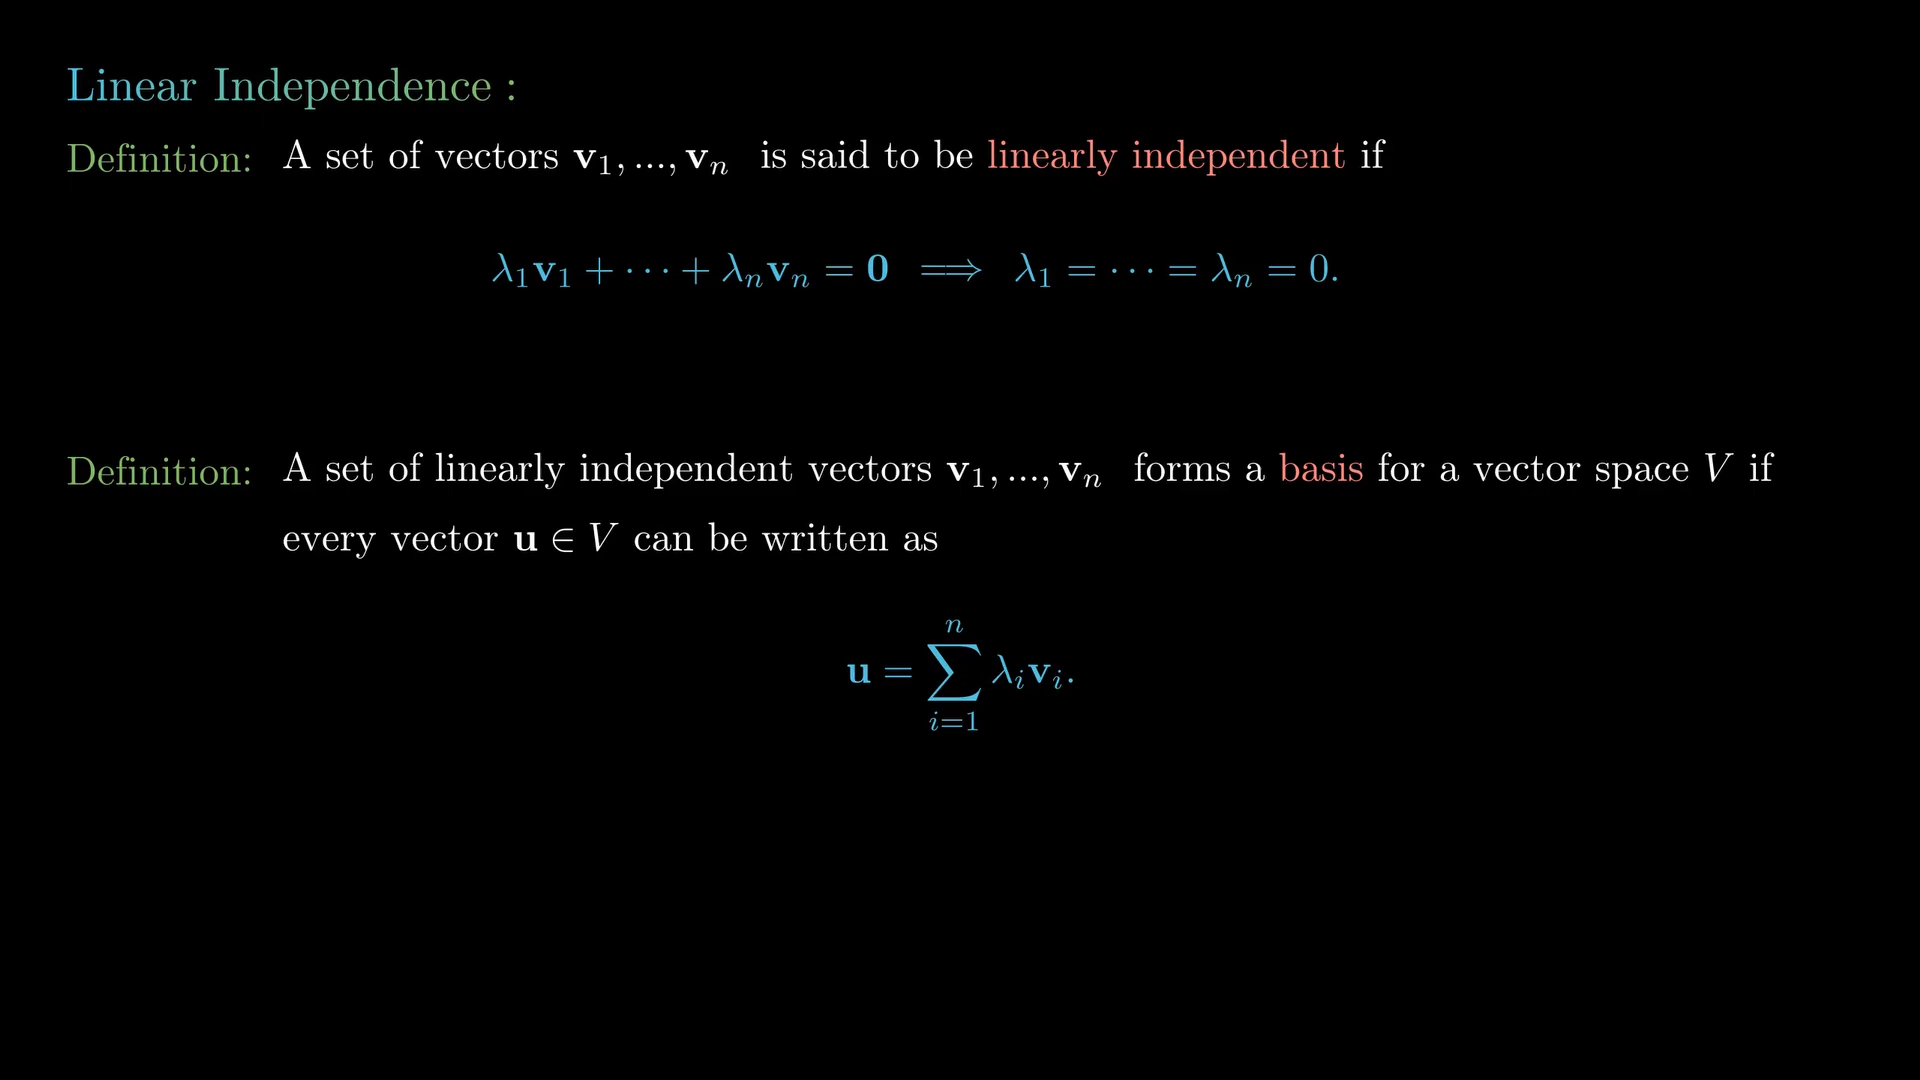 Linear Independence :
Definition: A set of vectors v₁, ..., vₙ is said to be linearly independent if
λ₁v₁ + ··· + λₙvₙ = 0 ⟹ λ₁ = ··· = λₙ = 0.
Definition: A set of linearly independent vectors v₁, ..., vₙ forms a basis for a vector space V if
every vector u ∈ V can be written as
u = ∑ᵢ₌₁ⁿ λᵢvᵢ.